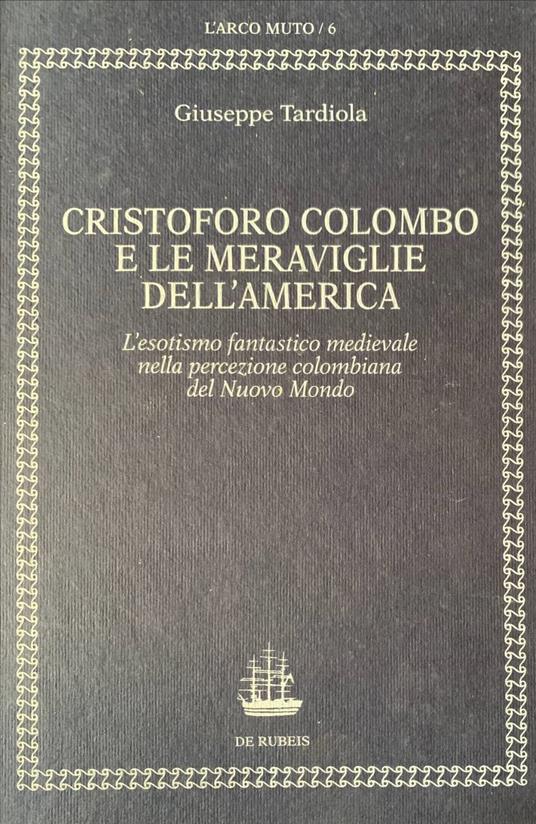 L'ARCO MUTO / 6
Giuseppe Tardiola
CRISTOFORO COLOMBO
E LE MERAVIGLIE
DELL'AMERICA
L'esotismo fantastico medievale
nella percezione colombiana
del Nuovo Mondo
DE RUBEIS